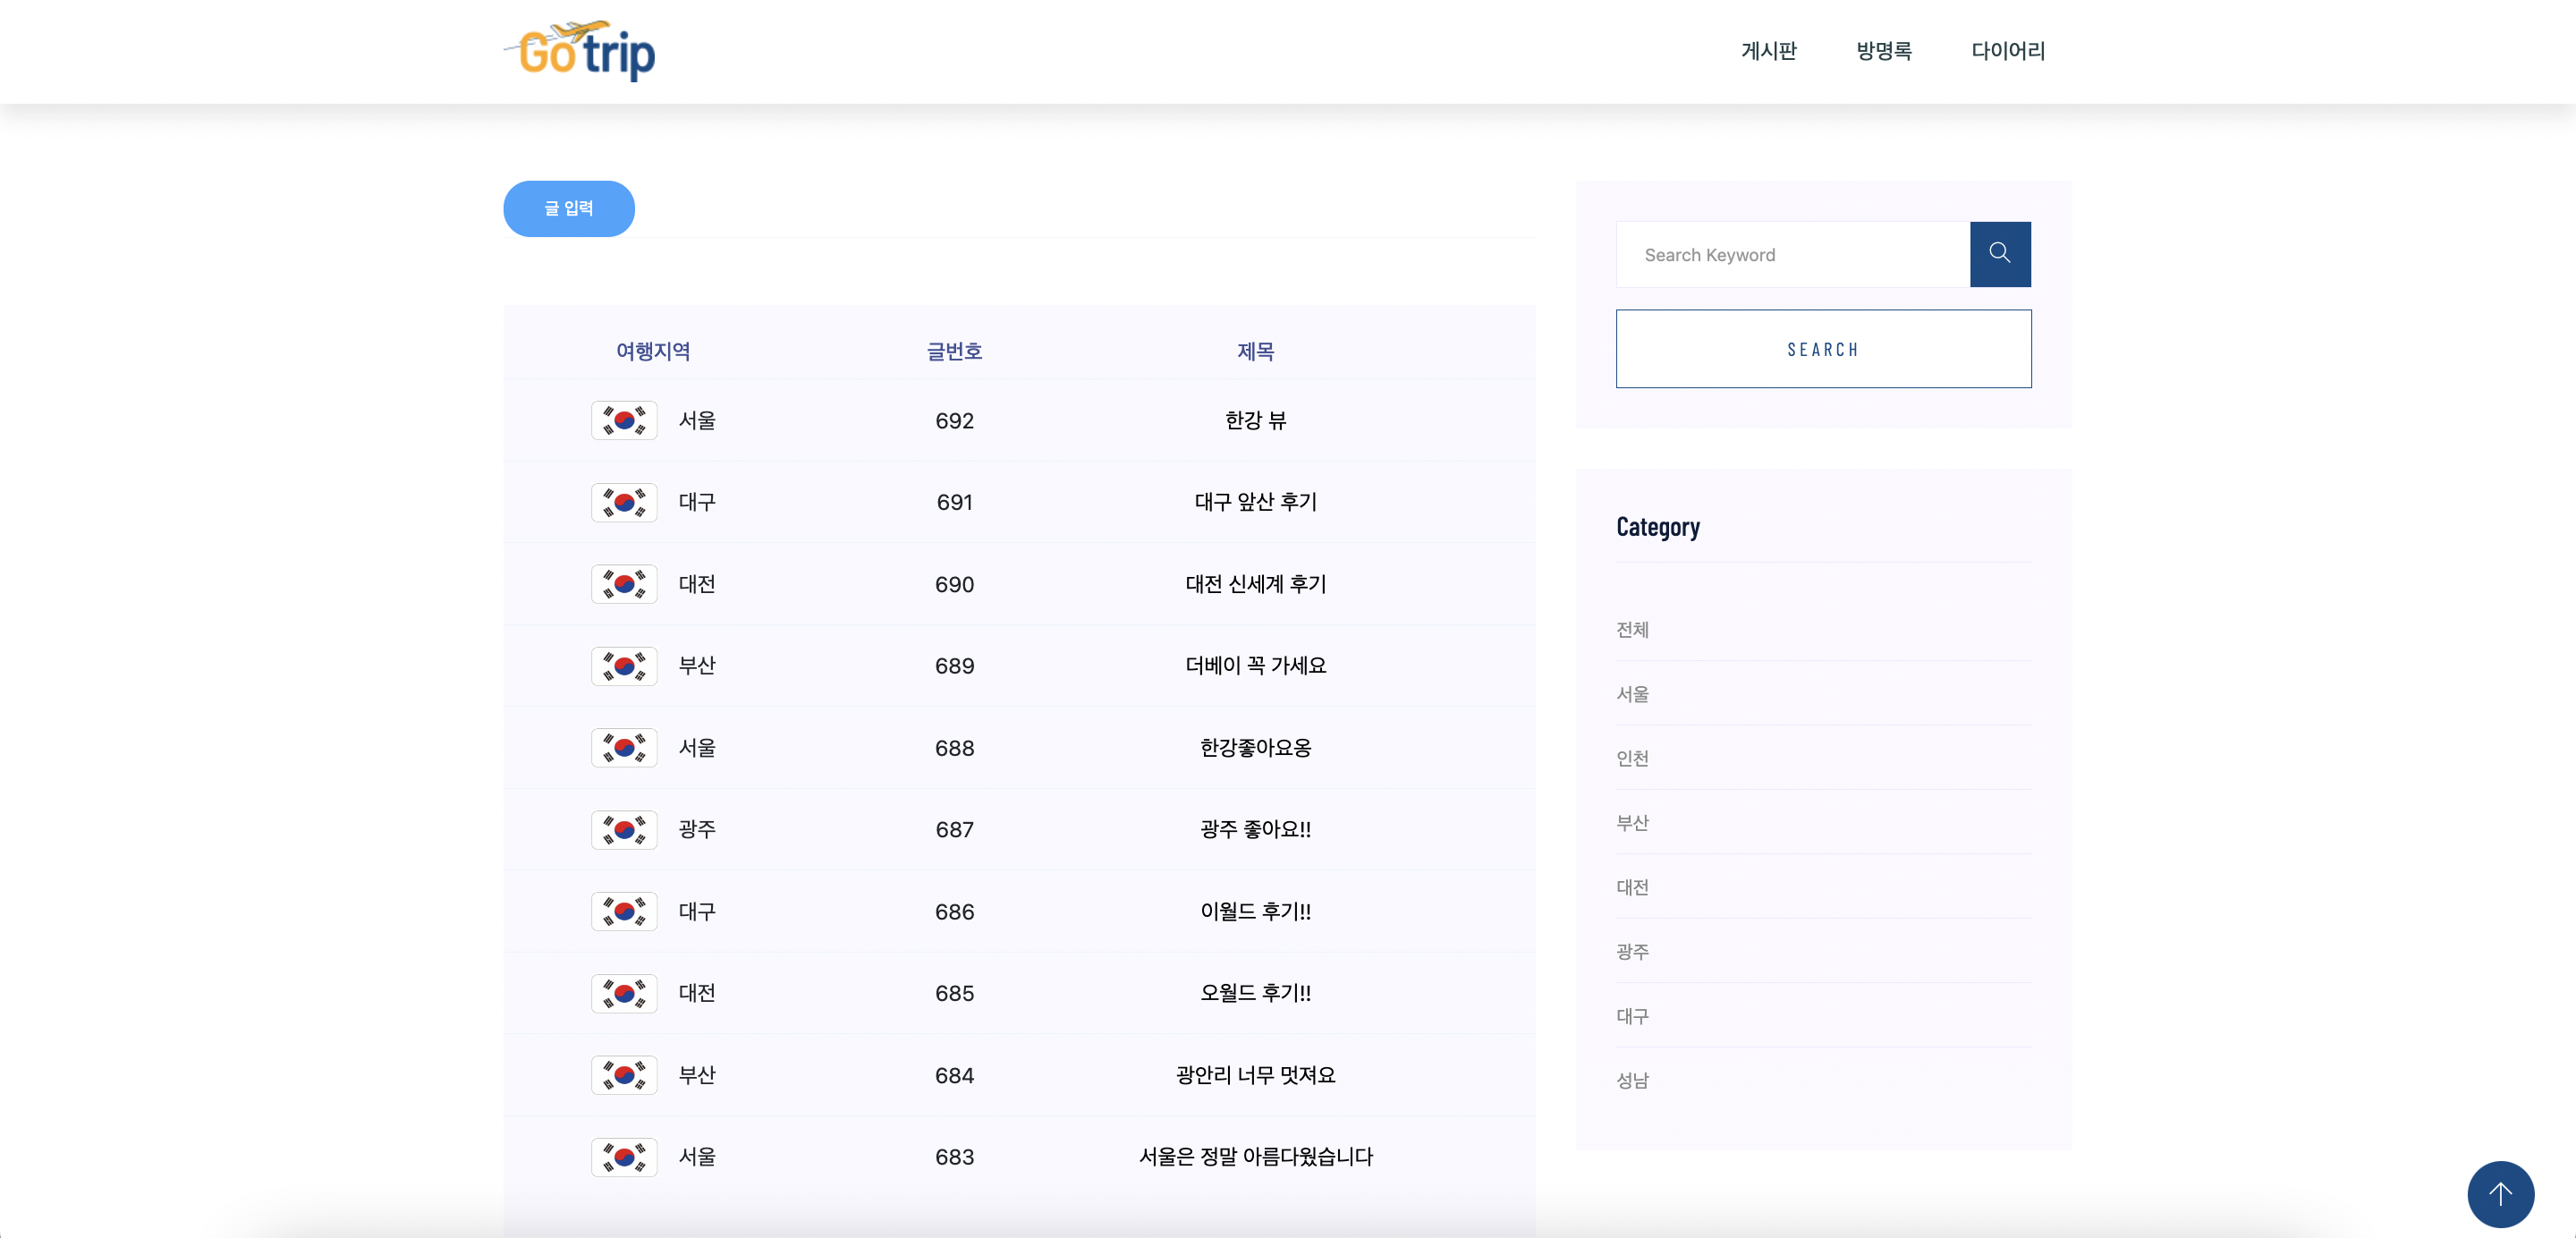 Go trip
게시판 방명록 다이어리
글 입력
여행지역 글번호 제목
서울 692 한강 뷰
대구 691 대구 앞산 후기
대전 690 대전 신세계 후기
부산 689 더베이 꼭 가세요
서울 688 한강좋아요옹
광주 687 광주 좋아요!!
대구 686 이월드 후기!!
대전 685 오월드 후기!!
부산 684 광안리 너무 멋져요
서울 683 서울은 정말 아름다웠습니다
Search Keyword
SEARCH
Category
전체
서울
인천
부산
대전
광주
대구
성남